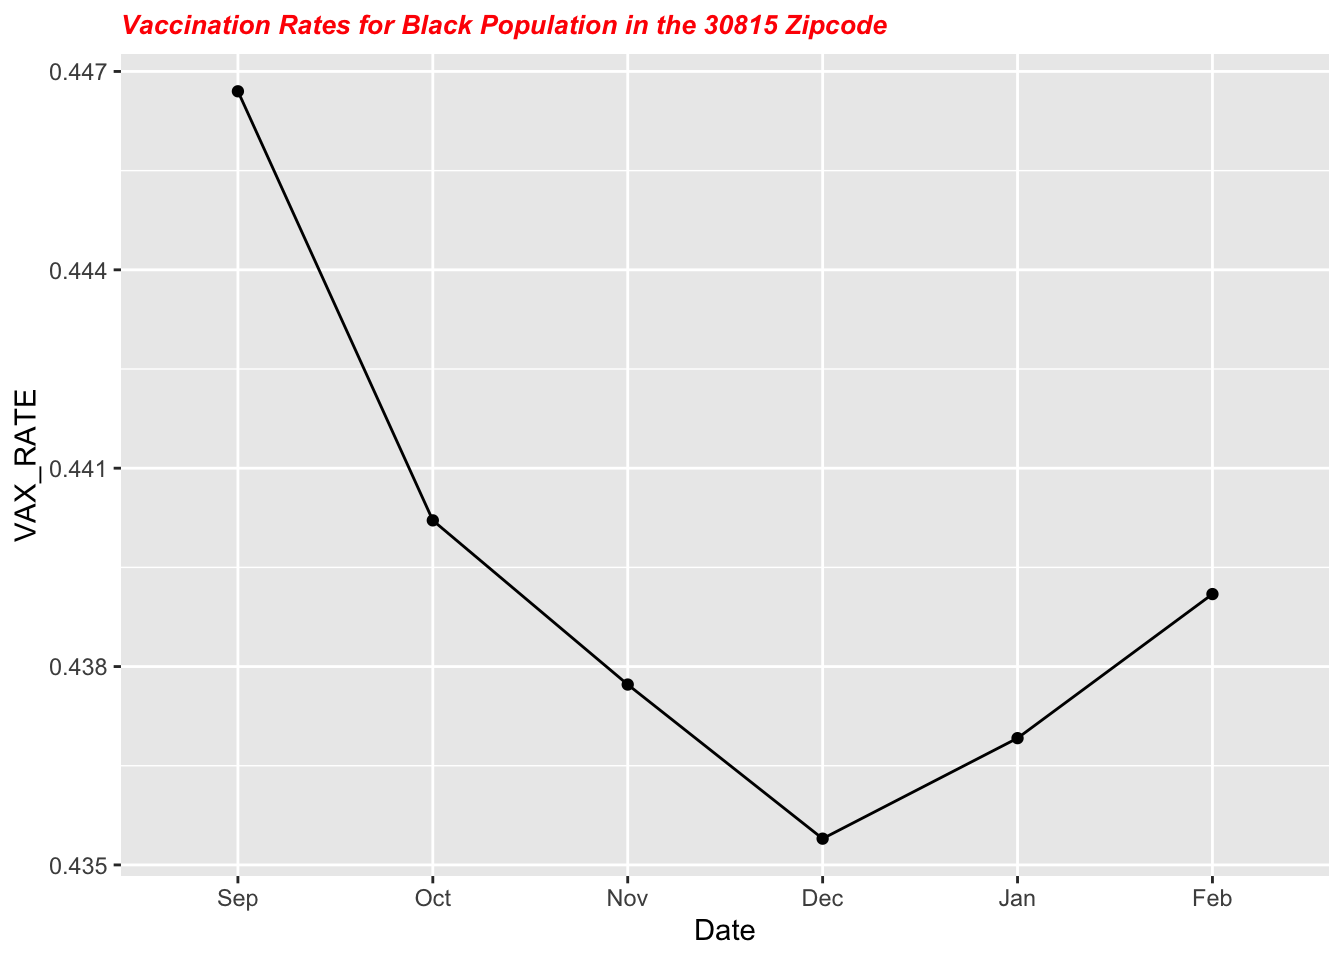 Vaccination Rates for Black Population in the 30815 Zipcode
VAX_RATE
0.447
0.444
0.441
0.438
0.435
Sep Oct Nov Dec Jan Feb
Date